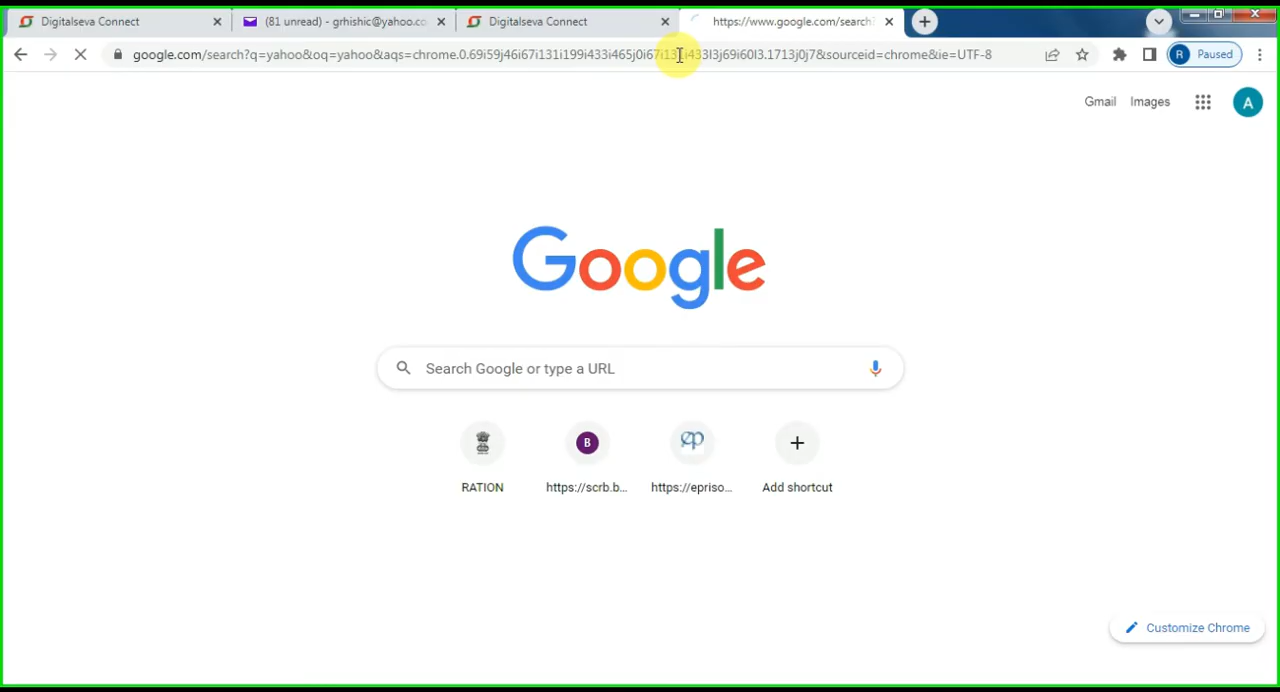 Digitalseva Connect
(81 unread) - grhishic@yahoo.co
Digitalseva Connect
https://www.google.com/search?
google.com/search?q=yahoo&oq=yahoo&aqs=chrome.0.6959j46i67i131i199i433i465j0i67i131i433l3j69i60l3.1713j0j7&sourceid=chrome&ie=UTF-8
R Paused
Gmail Images A
Google
Search Google or type a URL
B
RATION https://scrb.b... https://epriso... Add shortcut
Customize Chrome